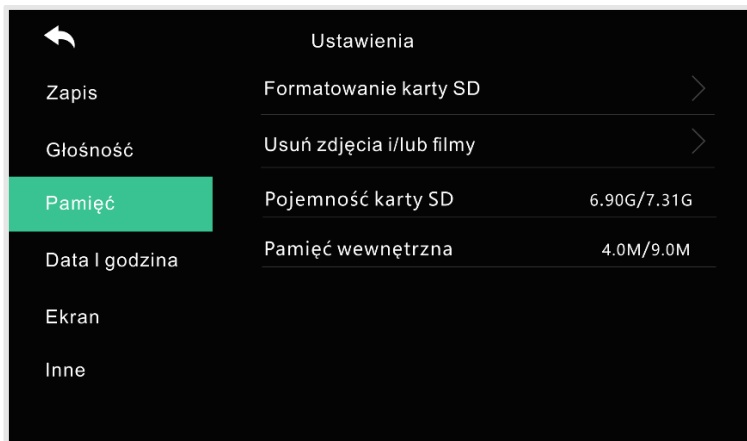 Ustawienia
Zapis
Głośność
Pamięć
Data I godzina
Ekran
Inne
Formatowanie karty SD
Usuń zdjęcia i/lub filmy
Pojemność karty SD 6.90G/7.31G
Pamięć wewnętrzna 4.0M/9.0M